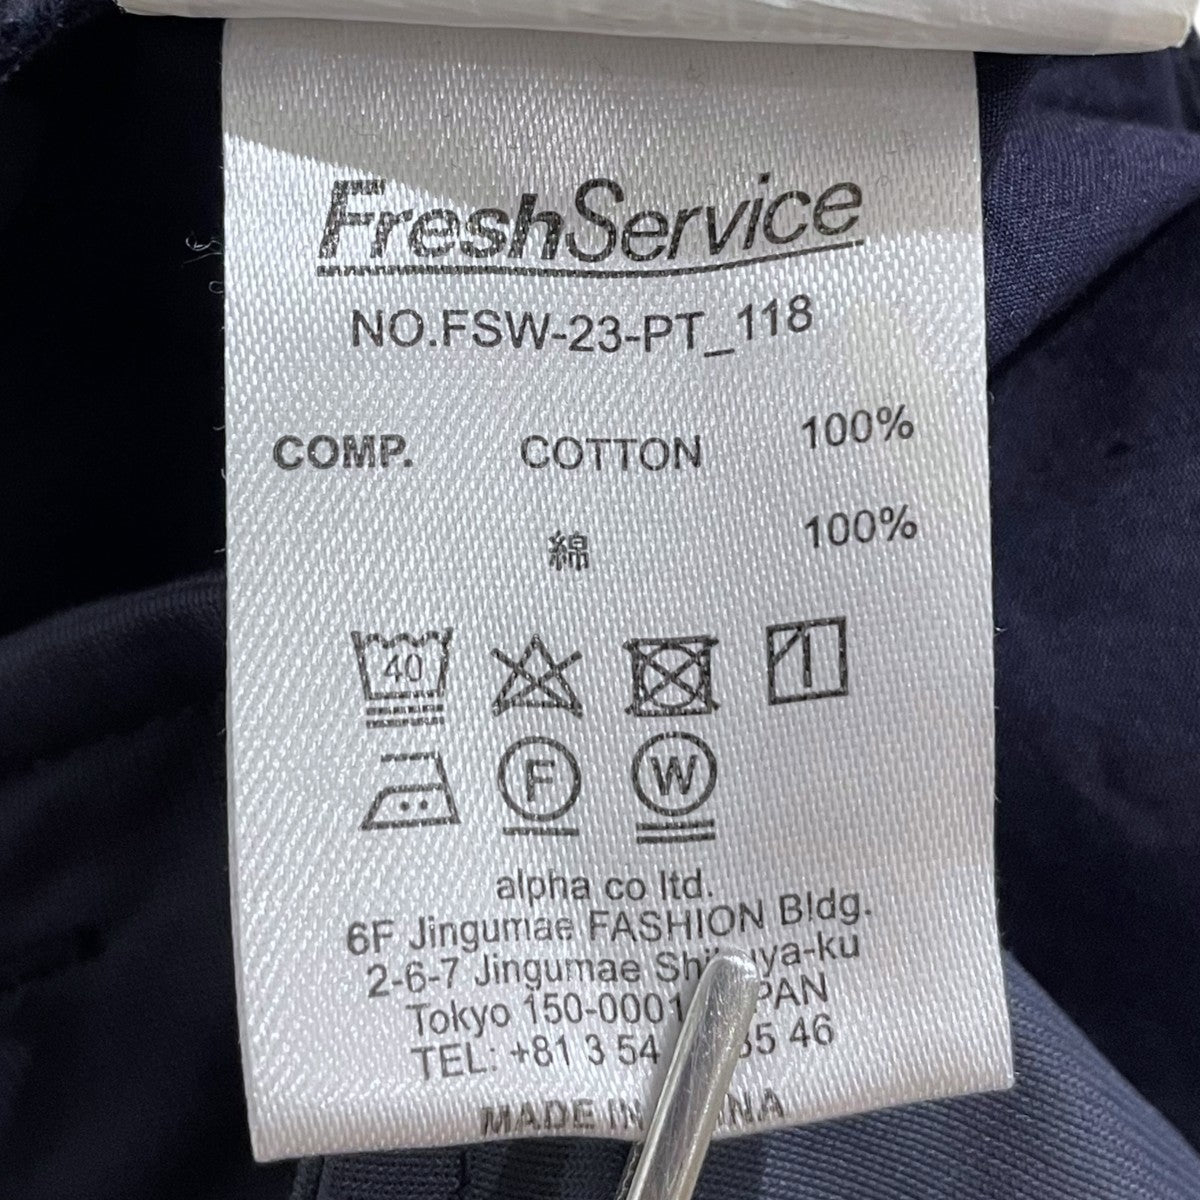 FreshService
NO.FSW-23-PT_118
COMP. COTTON 100%
綿 100%
40
F W
alpha co ltd.
6F Jingumae FASHION Bldg.
2-6-7 Jingumae
Tokyo 150-0001
TEL: +81 3 54 46
MADE IN